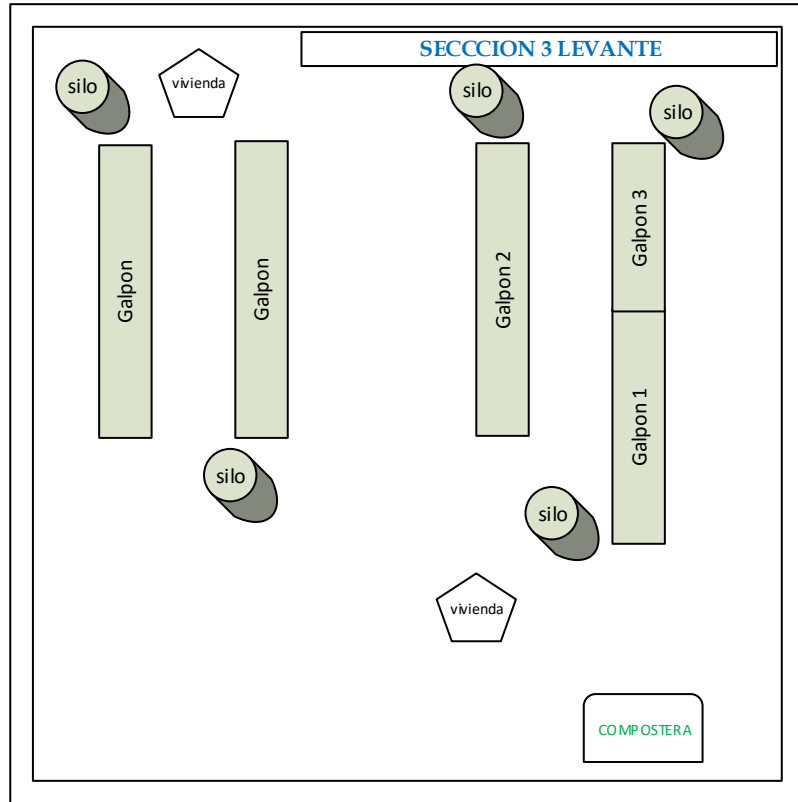 SECCCION 3 LEVANTE
silo
vivienda
silo
silo
Galpon
Galpon
Galpon 2
Galpon 3
Galpon 1
silo
silo
vivienda
COMPOSTERA